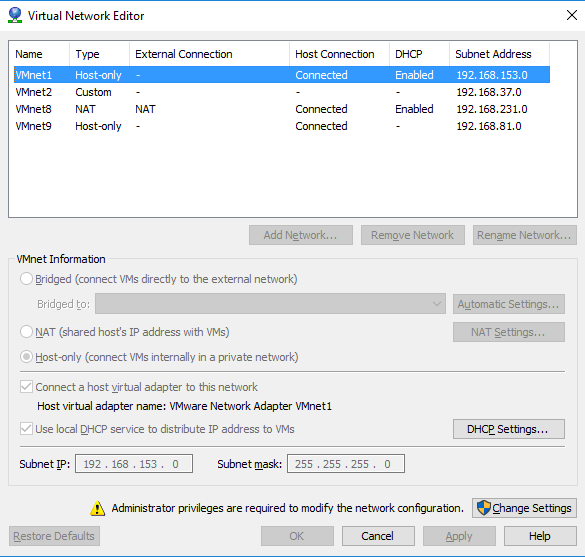 Virtual Network Editor
Name Type External Connection Host Connection DHCP Subnet Address
VMnet1 Host-only - Connected Enabled 192.168.153.0
VMnet2 Custom - - - 192.168.37.0
VMnet8 NAT NAT Connected Enabled 192.168.231.0
VMnet9 Host-only - Connected - 192.168.81.0
Add Network... Remove Network Rename Network...
VMnet Information
Bridged (connect VMs directly to the external network)
Bridged to: Automatic Settings...
NAT (shared host's IP address with VMs) NAT Settings...
Host-only (connect VMs internally in a private network)
Connect a host virtual adapter to this network
Host virtual adapter name: VMware Network Adapter VMnet1
Use local DHCP service to distribute IP address to VMs DHCP Settings...
Subnet IP: 192 . 168 . 153 . 0 Subnet mask: 255 . 255 . 255 . 0
Administrator privileges are required to modify the network configuration. Change Settings
Restore Defaults OK Cancel Apply Help